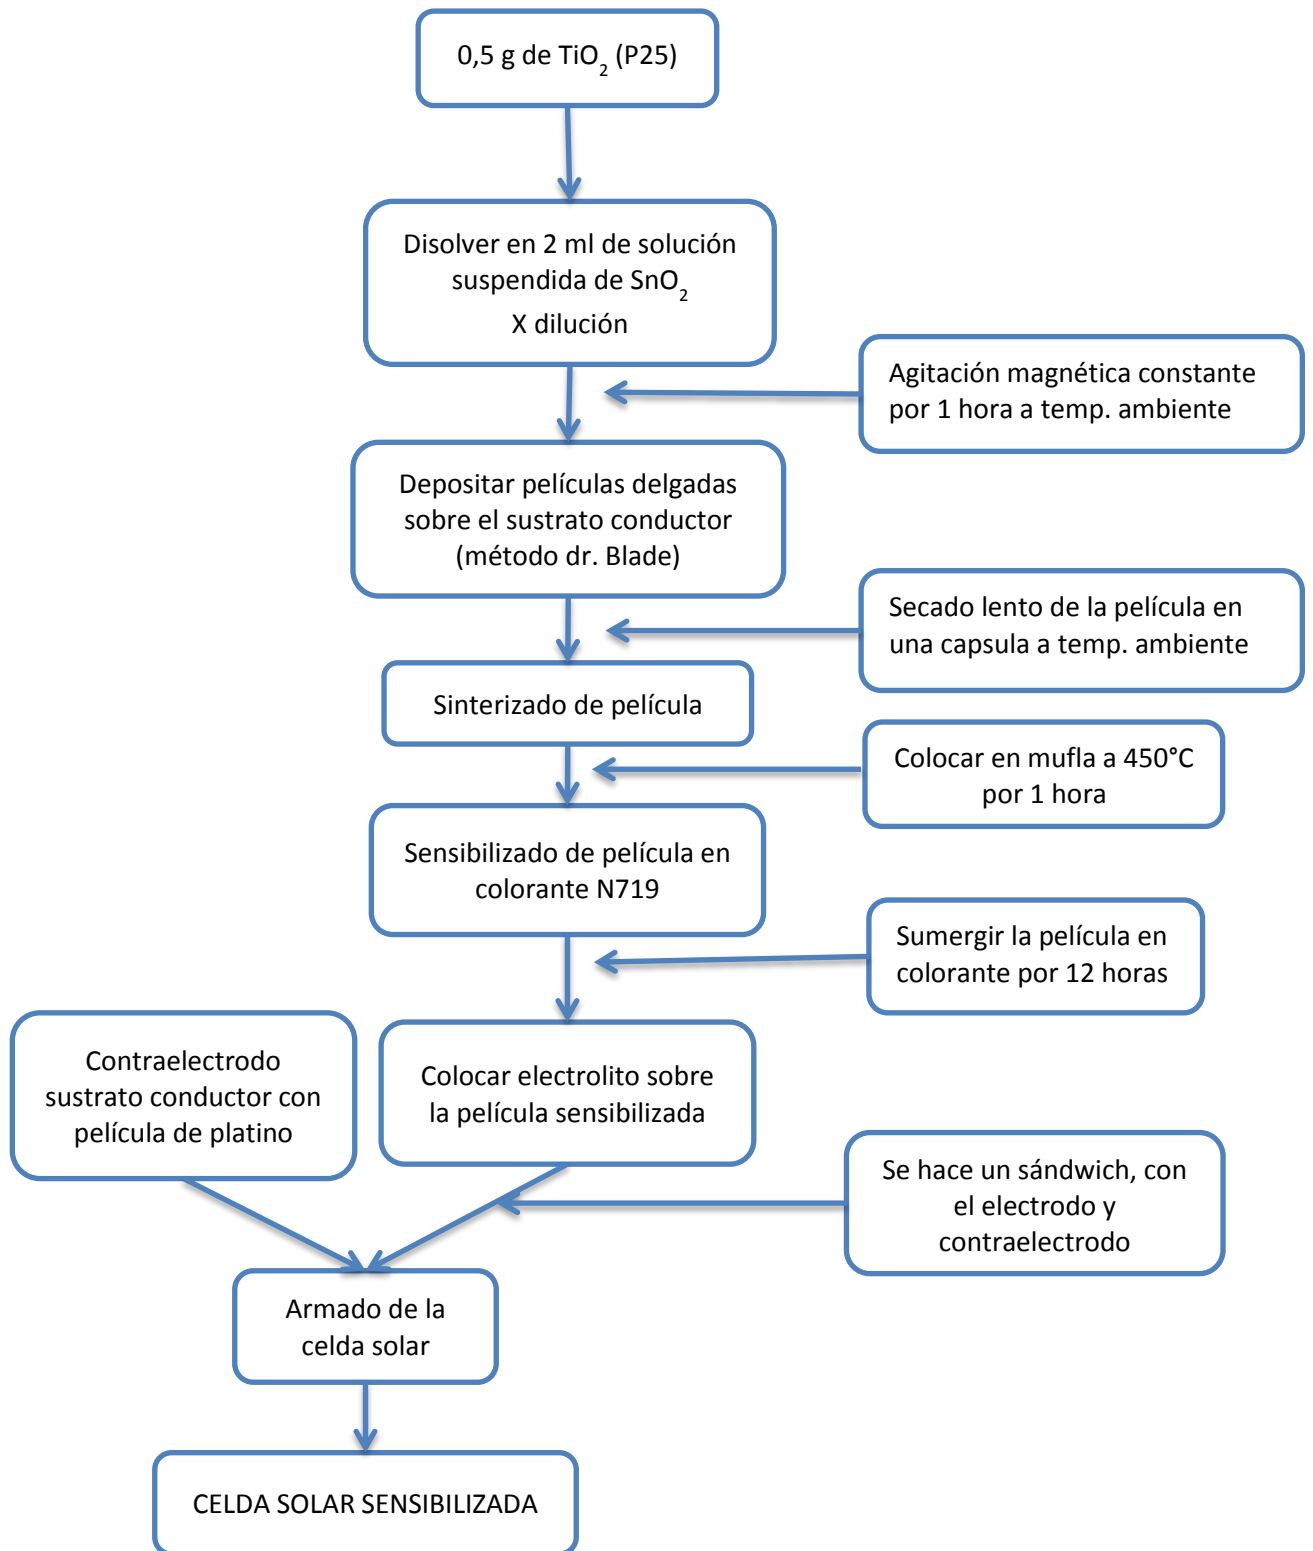 0,5 g de TiO2 (P25)
Disolver en 2 ml de solución
suspendida de SnO2
X dilución
Agitación magnética constante
por 1 hora a temp. ambiente
Depositar películas delgadas
sobre el sustrato conductor
(método dr. Blade)
Secado lento de la película en
una capsula a temp. ambiente
Sinterizado de película
Colocar en mufla a 450°C
por 1 hora
Sensibilizado de película en
colorante N719
Sumergir la película en
colorante por 12 horas
Contraelectrodo
sustrato conductor con
película de platino
Colocar electrolito sobre
la película sensibilizada
Se hace un sándwich, con
el electrodo y
contraelectrodo
Armado de la
celda solar
CELDA SOLAR SENSIBILIZADA